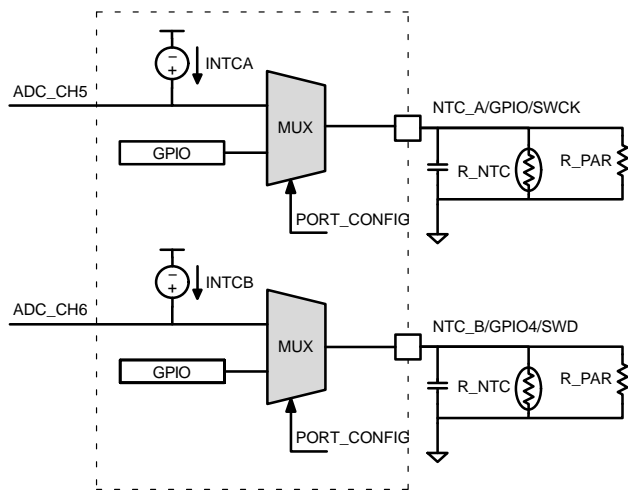 INTCA
ADC_CH5
NTC_A/GPIO/SWCK
MUX
GPIO
R_NTC
R_PAR
PORT_CONFIG
INTCB
ADC_CH6
NTC_B/GPIO4/SWD
MUX
GPIO
R_NTC
R_PAR
PORT_CONFIG